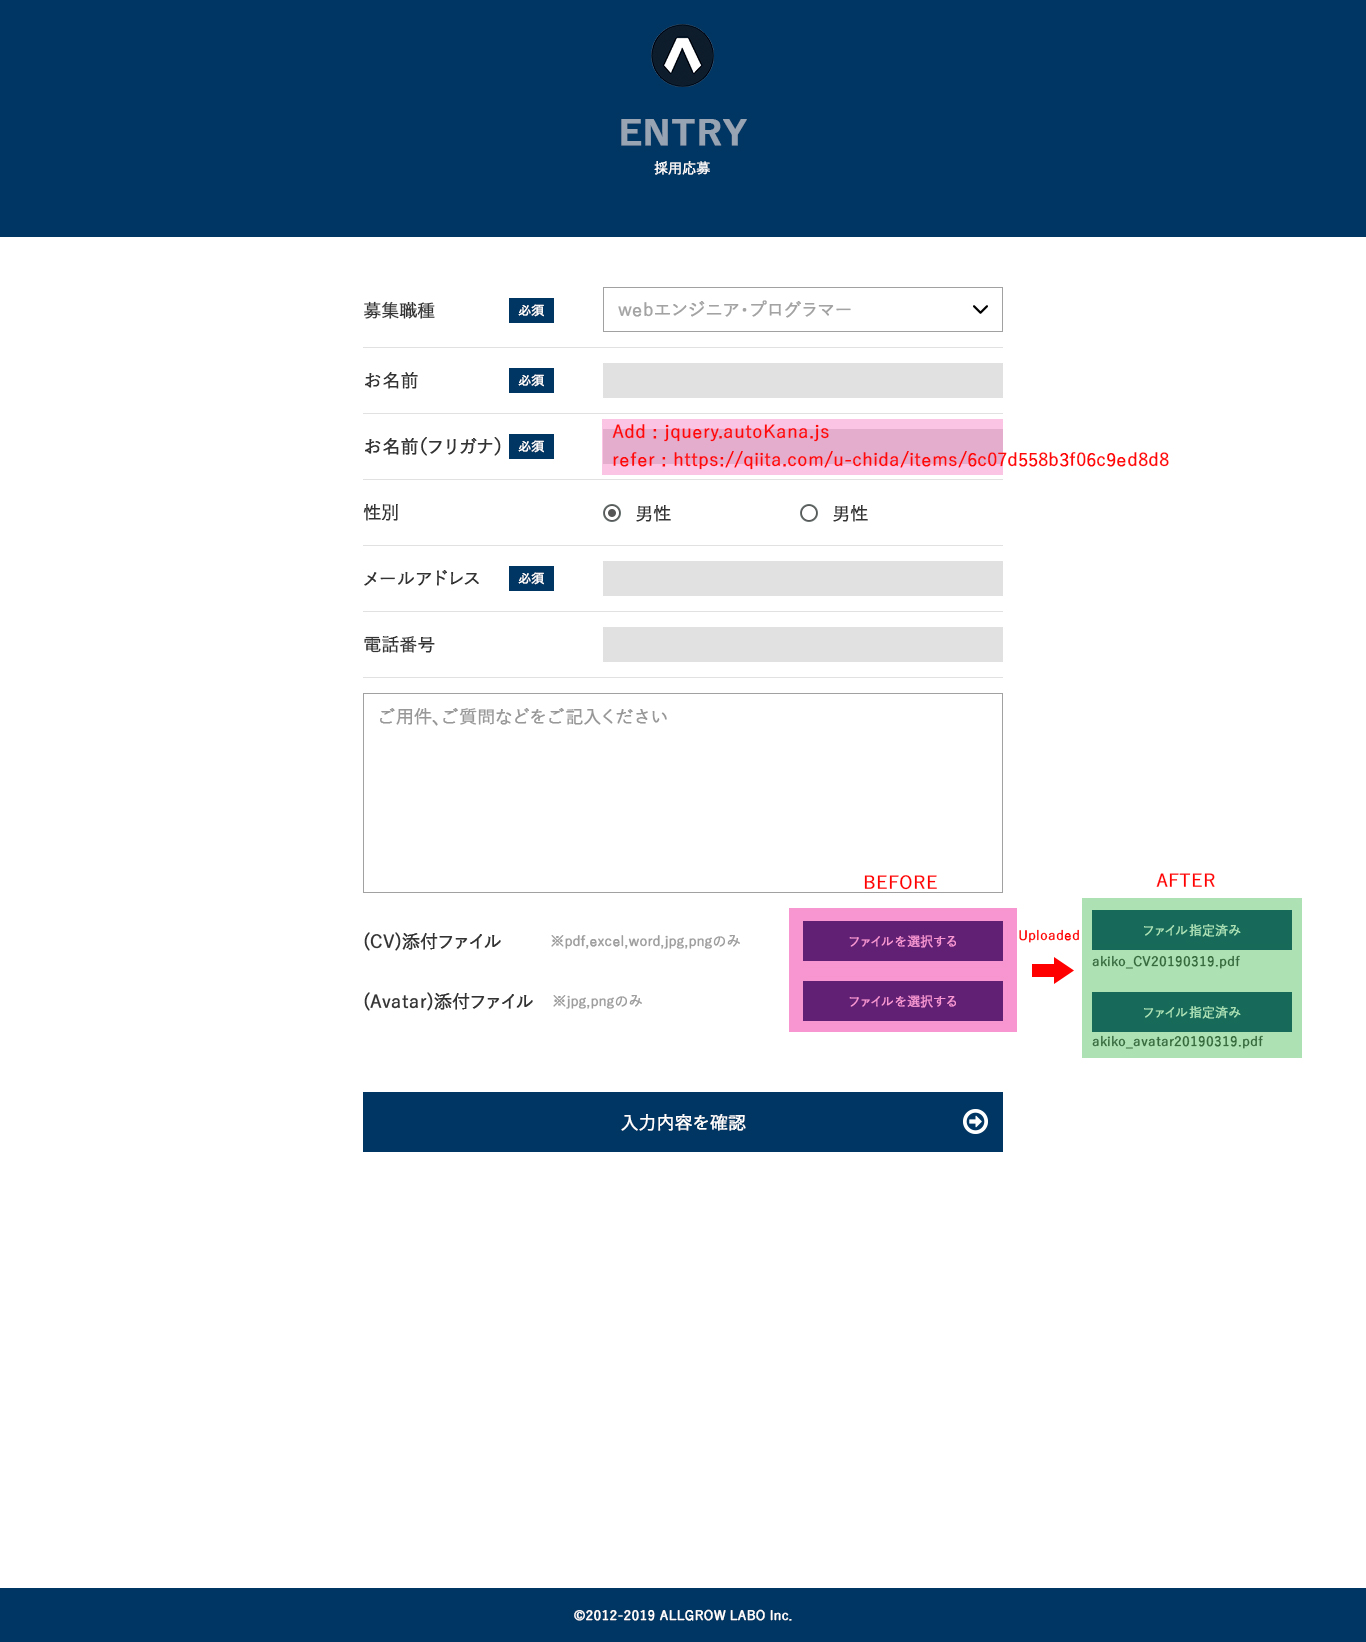 ENTRY
採用応募
募集職種 必須 webエンジニア・プログラマー
お名前 必須
お名前(フリガナ) 必須
Add : jquery.autoKana.js
refer : https://qiita.com/u-chida/items/6c07d558b3f06c9ed8d8
性別 男性 男性
メールアドレス 必須
電話番号
ご用件、ご質問などをご記入ください
BEFORE
AFTER
(CV)添付ファイル ※pdf,excel,word,jpg,pngのみ ファイルを選択する
Uploaded
ファイル指定済み
akiko_CV20190319.pdf
(Avatar)添付ファイル ※jpg,pngのみ ファイルを選択する
ファイル指定済み
akiko_avatar20190319.pdf
入力内容を確認
©2012-2019 ALLGROW LABO Inc.